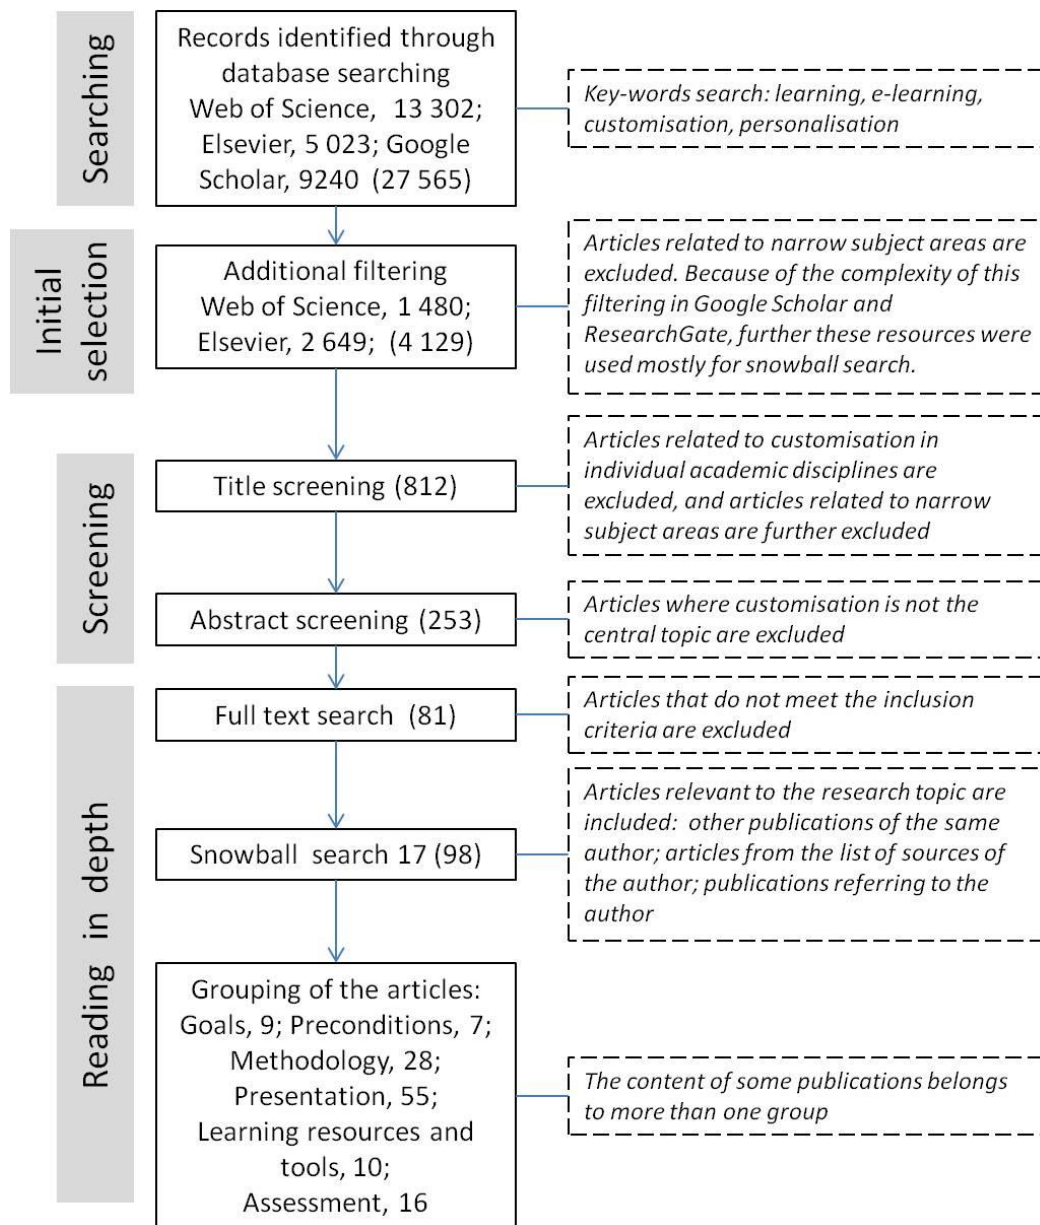 Searching
Records identified through
database searching
Web of Science, 13 302;
Elsevier, 5 023; Google
Scholar, 9240 (27 565)
Key-words search: learning, e-learning,
customisation, personalisation
Initial
selection
Additional filtering
Web of Science, 1 480;
Elsevier, 2 649; (4 129)
Articles related to narrow subject areas are
excluded. Because of the complexity of this
filtering in Google Scholar and
ResearchGate, further these resources were
used mostly for snowball search.
Screening
Title screening (812)
Articles related to customisation in
individual academic disciplines are
excluded, and articles related to narrow
subject areas are further excluded
Abstract screening (253)
Articles where customisation is not the
central topic are excluded
Reading in depth
Full text search (81)
Articles that do not meet the inclusion
criteria are excluded
Snowball search 17 (98)
Articles relevant to the research topic are
included: other publications of the same
author; articles from the list of sources of
the author; publications referring to the
author
Grouping of the articles:
Goals, 9; Preconditions, 7;
Methodology, 28;
Presentation, 55;
Learning resources and
tools, 10;
Assessment, 16
The content of some publications belongs
to more than one group